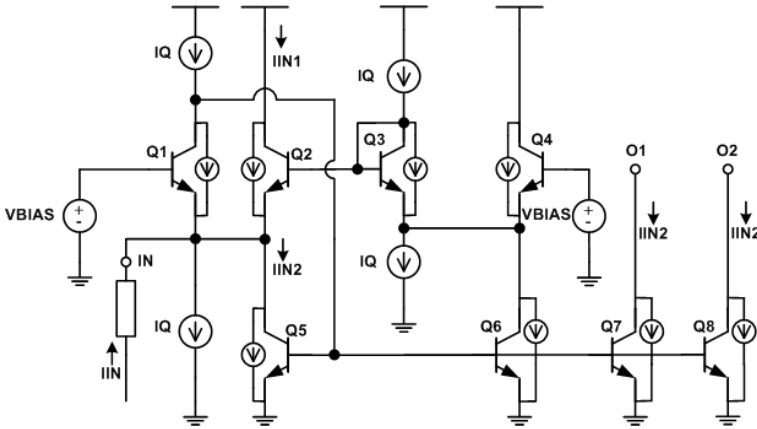 IQ
IIN1
IQ
Q1
Q2
Q3
Q4
O1
O2
VBIAS
+
-
VBIAS
+
-
IIN2
IIN2
IN
IIN2
IQ
IQ
Q5
Q6
Q7
Q8
IIN